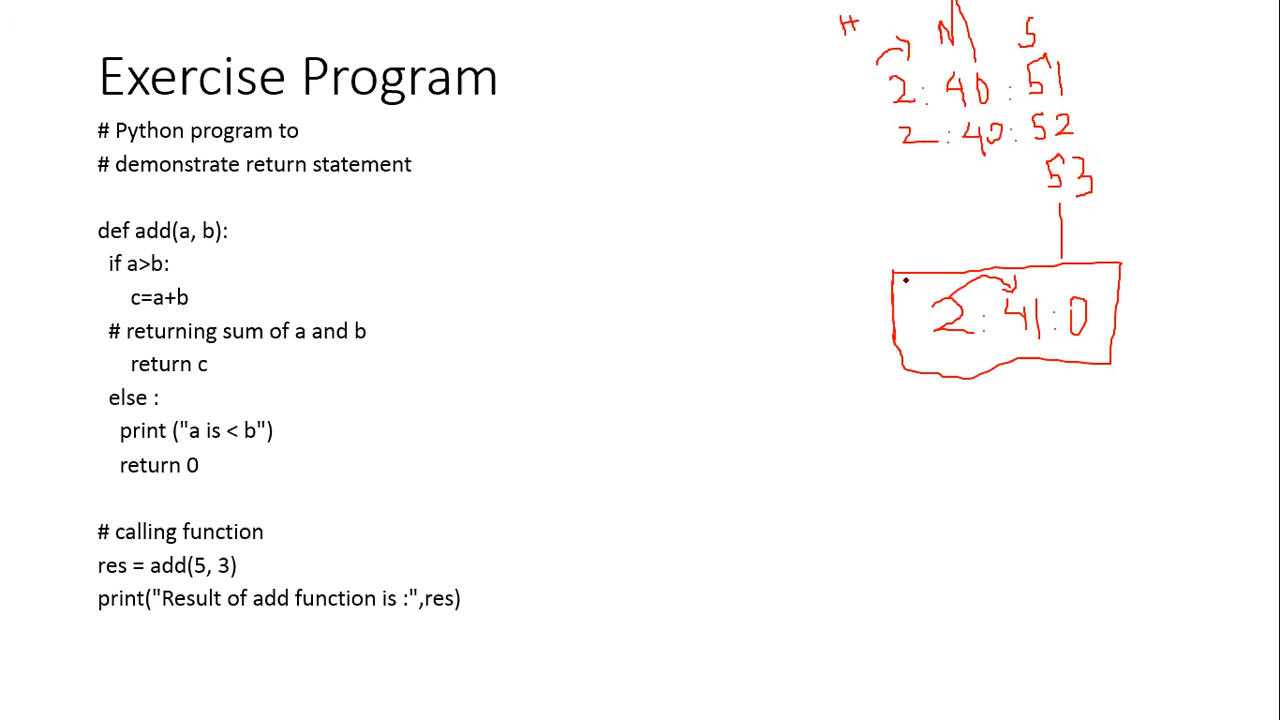 Exercise Program
# Python program to
# demonstrate return statement
def add(a, b):
if a>b:
c=a+b
# returning sum of a and b
return c
else :
print ("a is < b")
return 0
# calling function
res = add(5, 3)
print("Result of add function is :",res)
H M S
2 : 40 : 51
2 : 40 : 52
53
2 : 41 : 0